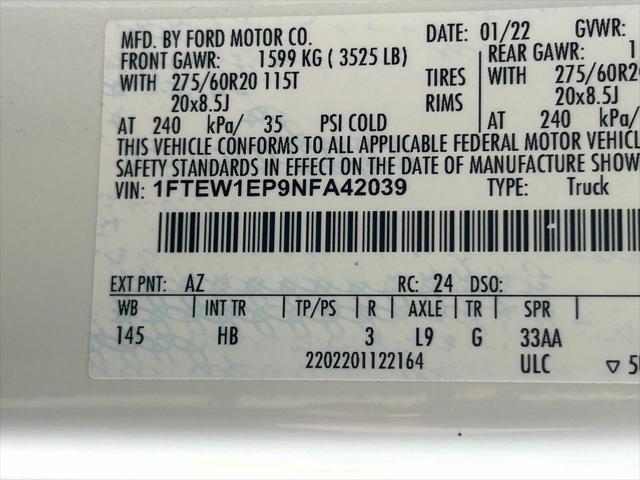 MFD. BY FORD MOTOR CO. DATE: 01/22 GVWR:
FRONT GAWR: 1599 KG ( 3525 LB) REAR GAWR: 1
WITH 275/60R20 115T TIRES WITH 275/60R20
20x8.5J RIMS 20x8.5J
AT 240 kPa/ 35 PSI COLD AT 240 kPa/
THIS VEHICLE CONFORMS TO ALL APPLICABLE FEDERAL MOTOR VEHICL
SAFETY STANDARDS IN EFFECT ON THE DATE OF MANUFACTURE SHOW
VIN: 1FTEW1EP9NFA42039 TYPE: Truck
EXT PNT: AZ RC: 24 DSO:
WB INT TR TP/PS R AXLE TR SPR
145 HB 3 L9 G 33AA
2202201122164 ULC ▽ 5